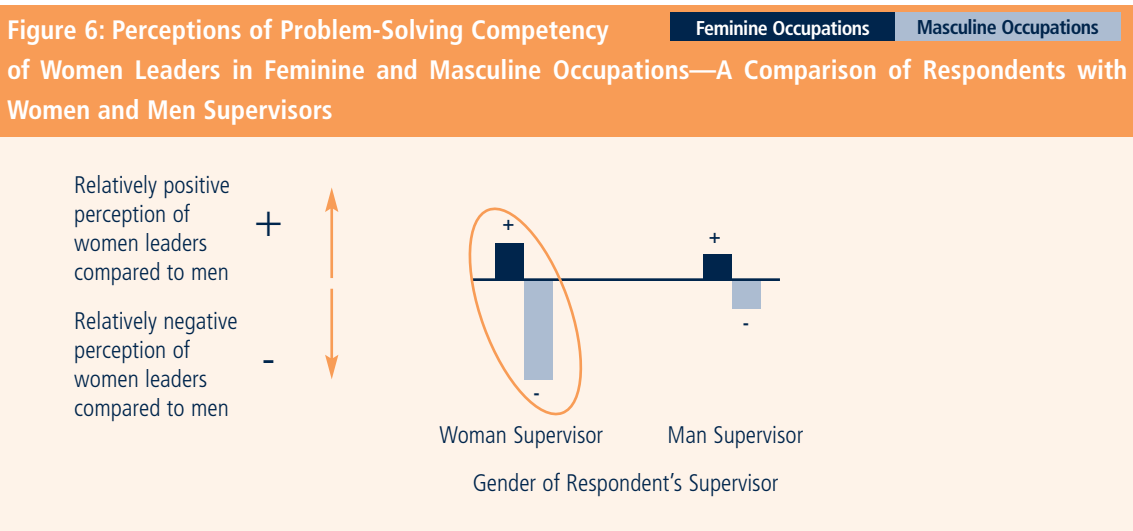 Figure 6: Perceptions of Problem-Solving Competency
Feminine Occupations
Masculine Occupations
of Women Leaders in Feminine and Masculine Occupations—A Comparison of Respondents with
Women and Men Supervisors
Relatively positive
perception of
women leaders
compared to men
+
Relatively negative
perception of
women leaders
compared to men
-
+
-
+
-
Woman Supervisor
Man Supervisor
Gender of Respondent’s Supervisor